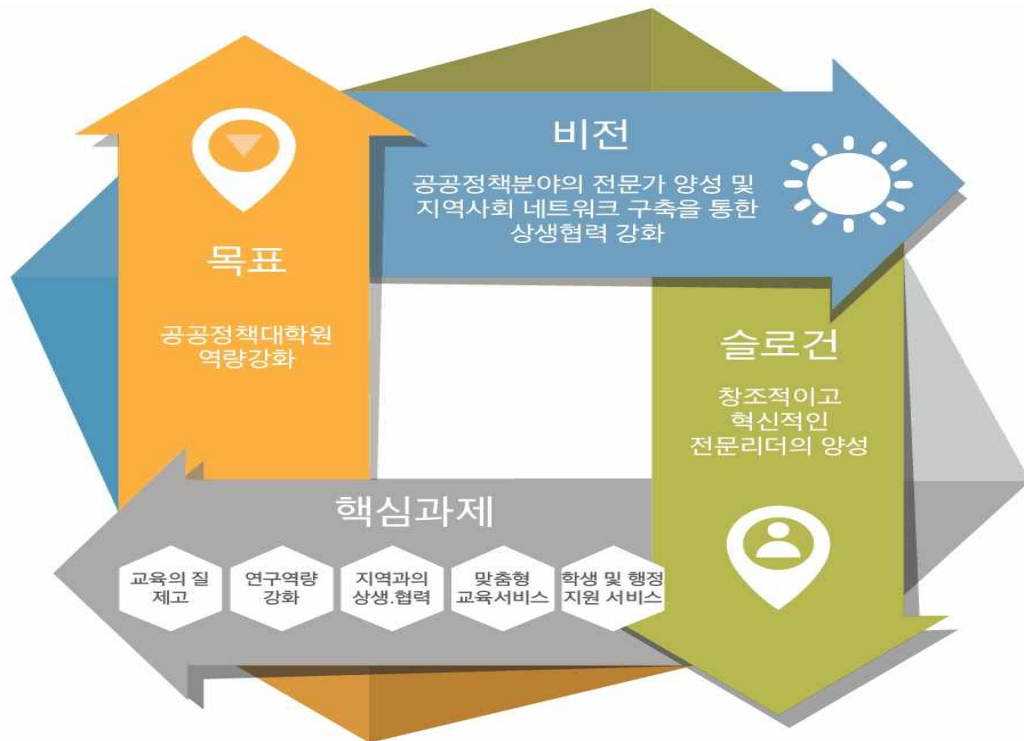 비전
공공정책분야의 전문가 양성 및
지역사회 네트워크 구축을 통한
상생협력 강화
목표
공공정책대학원
역량강화
슬로건
창조적이고
혁신적인
전문리더의 양성
핵심과제
교육의 질
제고
연구역량
강화
지역과의
상생.협력
맞춤형
교육서비스
학생 및 행정
지원 서비스